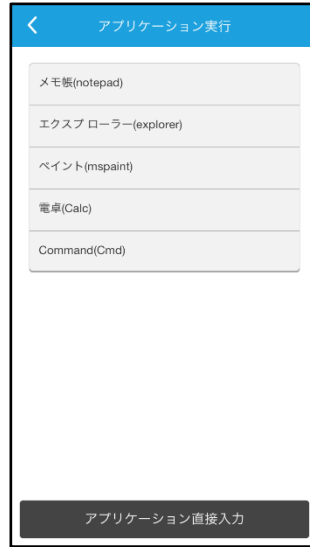 アプリケーション実行
メモ帳(notepad)
エクスプ ローラー(explorer)
ペイント(mspaint)
電卓(Calc)
Command(Cmd)
アプリケーション直接入力